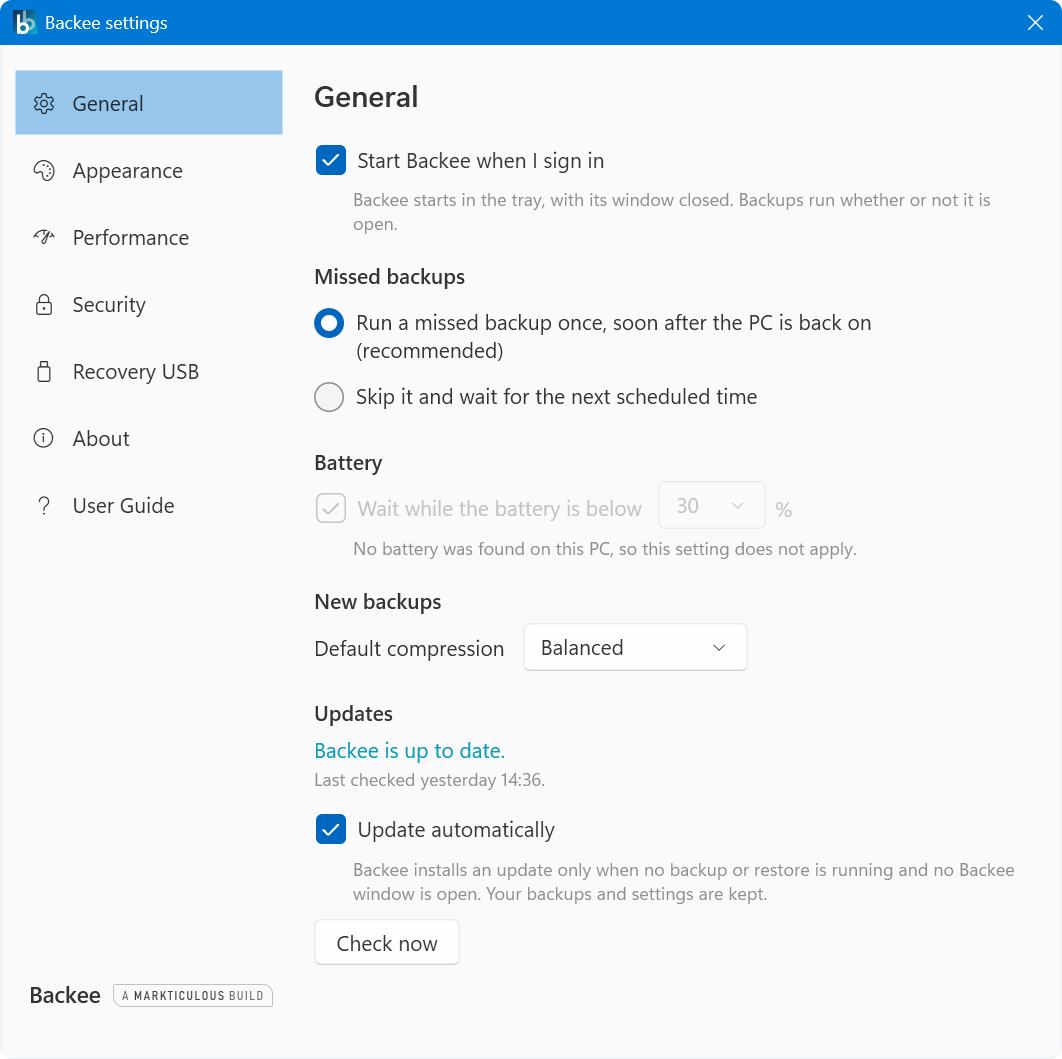 Backee settings
General
Appearance
Performance
Security
Recovery USB
About
User Guide
Backee
A MARKTICULOUS BUILD
General
Start Backee when I sign in
Backee starts in the tray, with its window closed. Backups run whether or not it is
open.
Missed backups
Run a missed backup once, soon after the PC is back on
(recommended)
Skip it and wait for the next scheduled time
Battery
Wait while the battery is below 30 %
No battery was found on this PC, so this setting does not apply.
New backups
Default compression Balanced
Updates
Backee is up to date.
Last checked yesterday 14:36.
Update automatically
Backee installs an update only when no backup or restore is running and no Backee
window is open. Your backups and settings are kept.
Check now